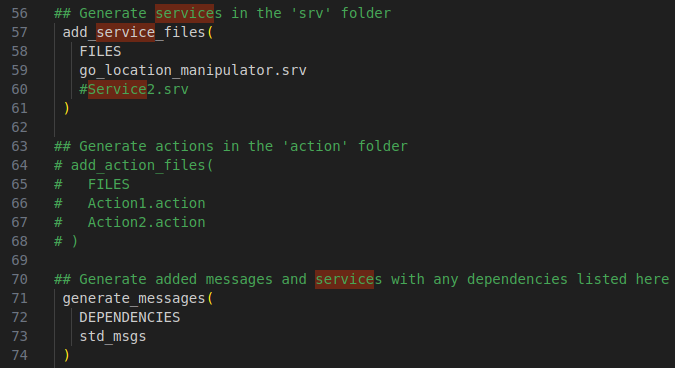 56 ## Generate services in the 'srv' folder
57 add_service_files(
58 FILES
59 go_location_manipulator.srv
60 #Service2.srv
61 )
62
63 ## Generate actions in the 'action' folder
64 # add_action_files(
65 #   FILES
66 #   Action1.action
67 #   Action2.action
68 # )
69
70 ## Generate added messages and services with any dependencies listed here
71 generate_messages(
72 DEPENDENCIES
73 std_msgs
74 )